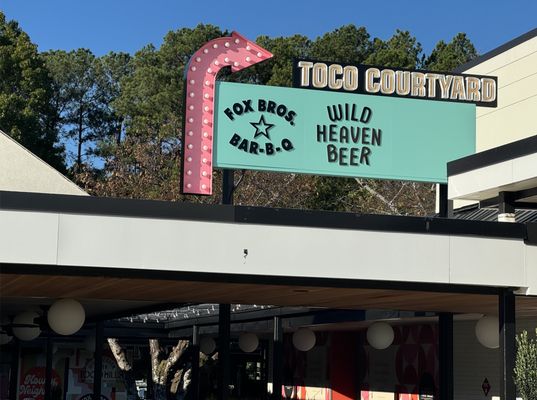 TOCO COURTYARD
FOX BROS.
BAR-B-Q
WILD
HEAVEN
BEER